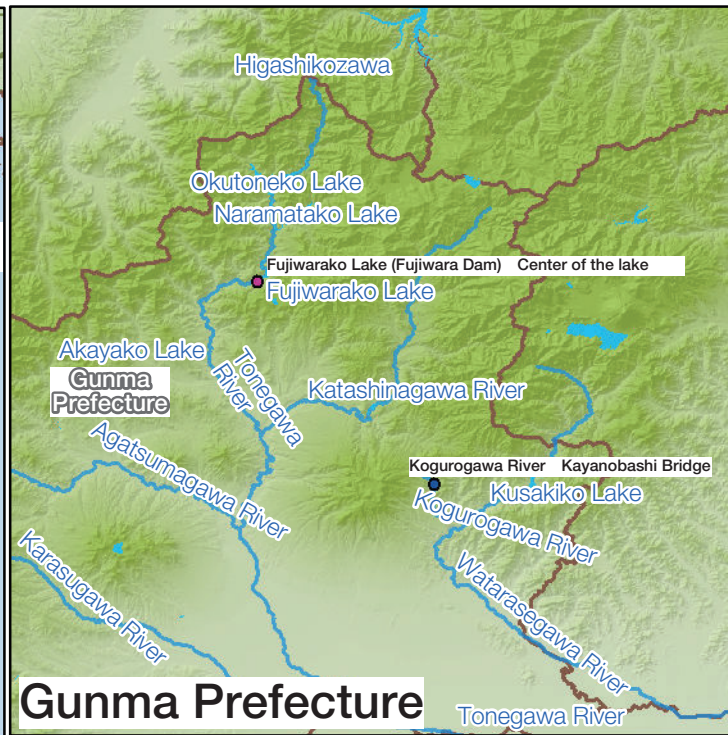 Higashikozawa
Okutoneko Lake
Naramatako Lake
Fujiwarako Lake (Fujiwara Dam) Center of the lake
Fujiwarako Lake
Akayako Lake
Tonegawa
River
Gunma
Prefecture
Katashinagawa River
Agatsumagawa River
Kogurogawa River Kayanobashi Bridge
Kusakiko Lake
Kogurogawa River
Karasugawa River
Watarasegawa River
Gunma Prefecture
Tonegawa River